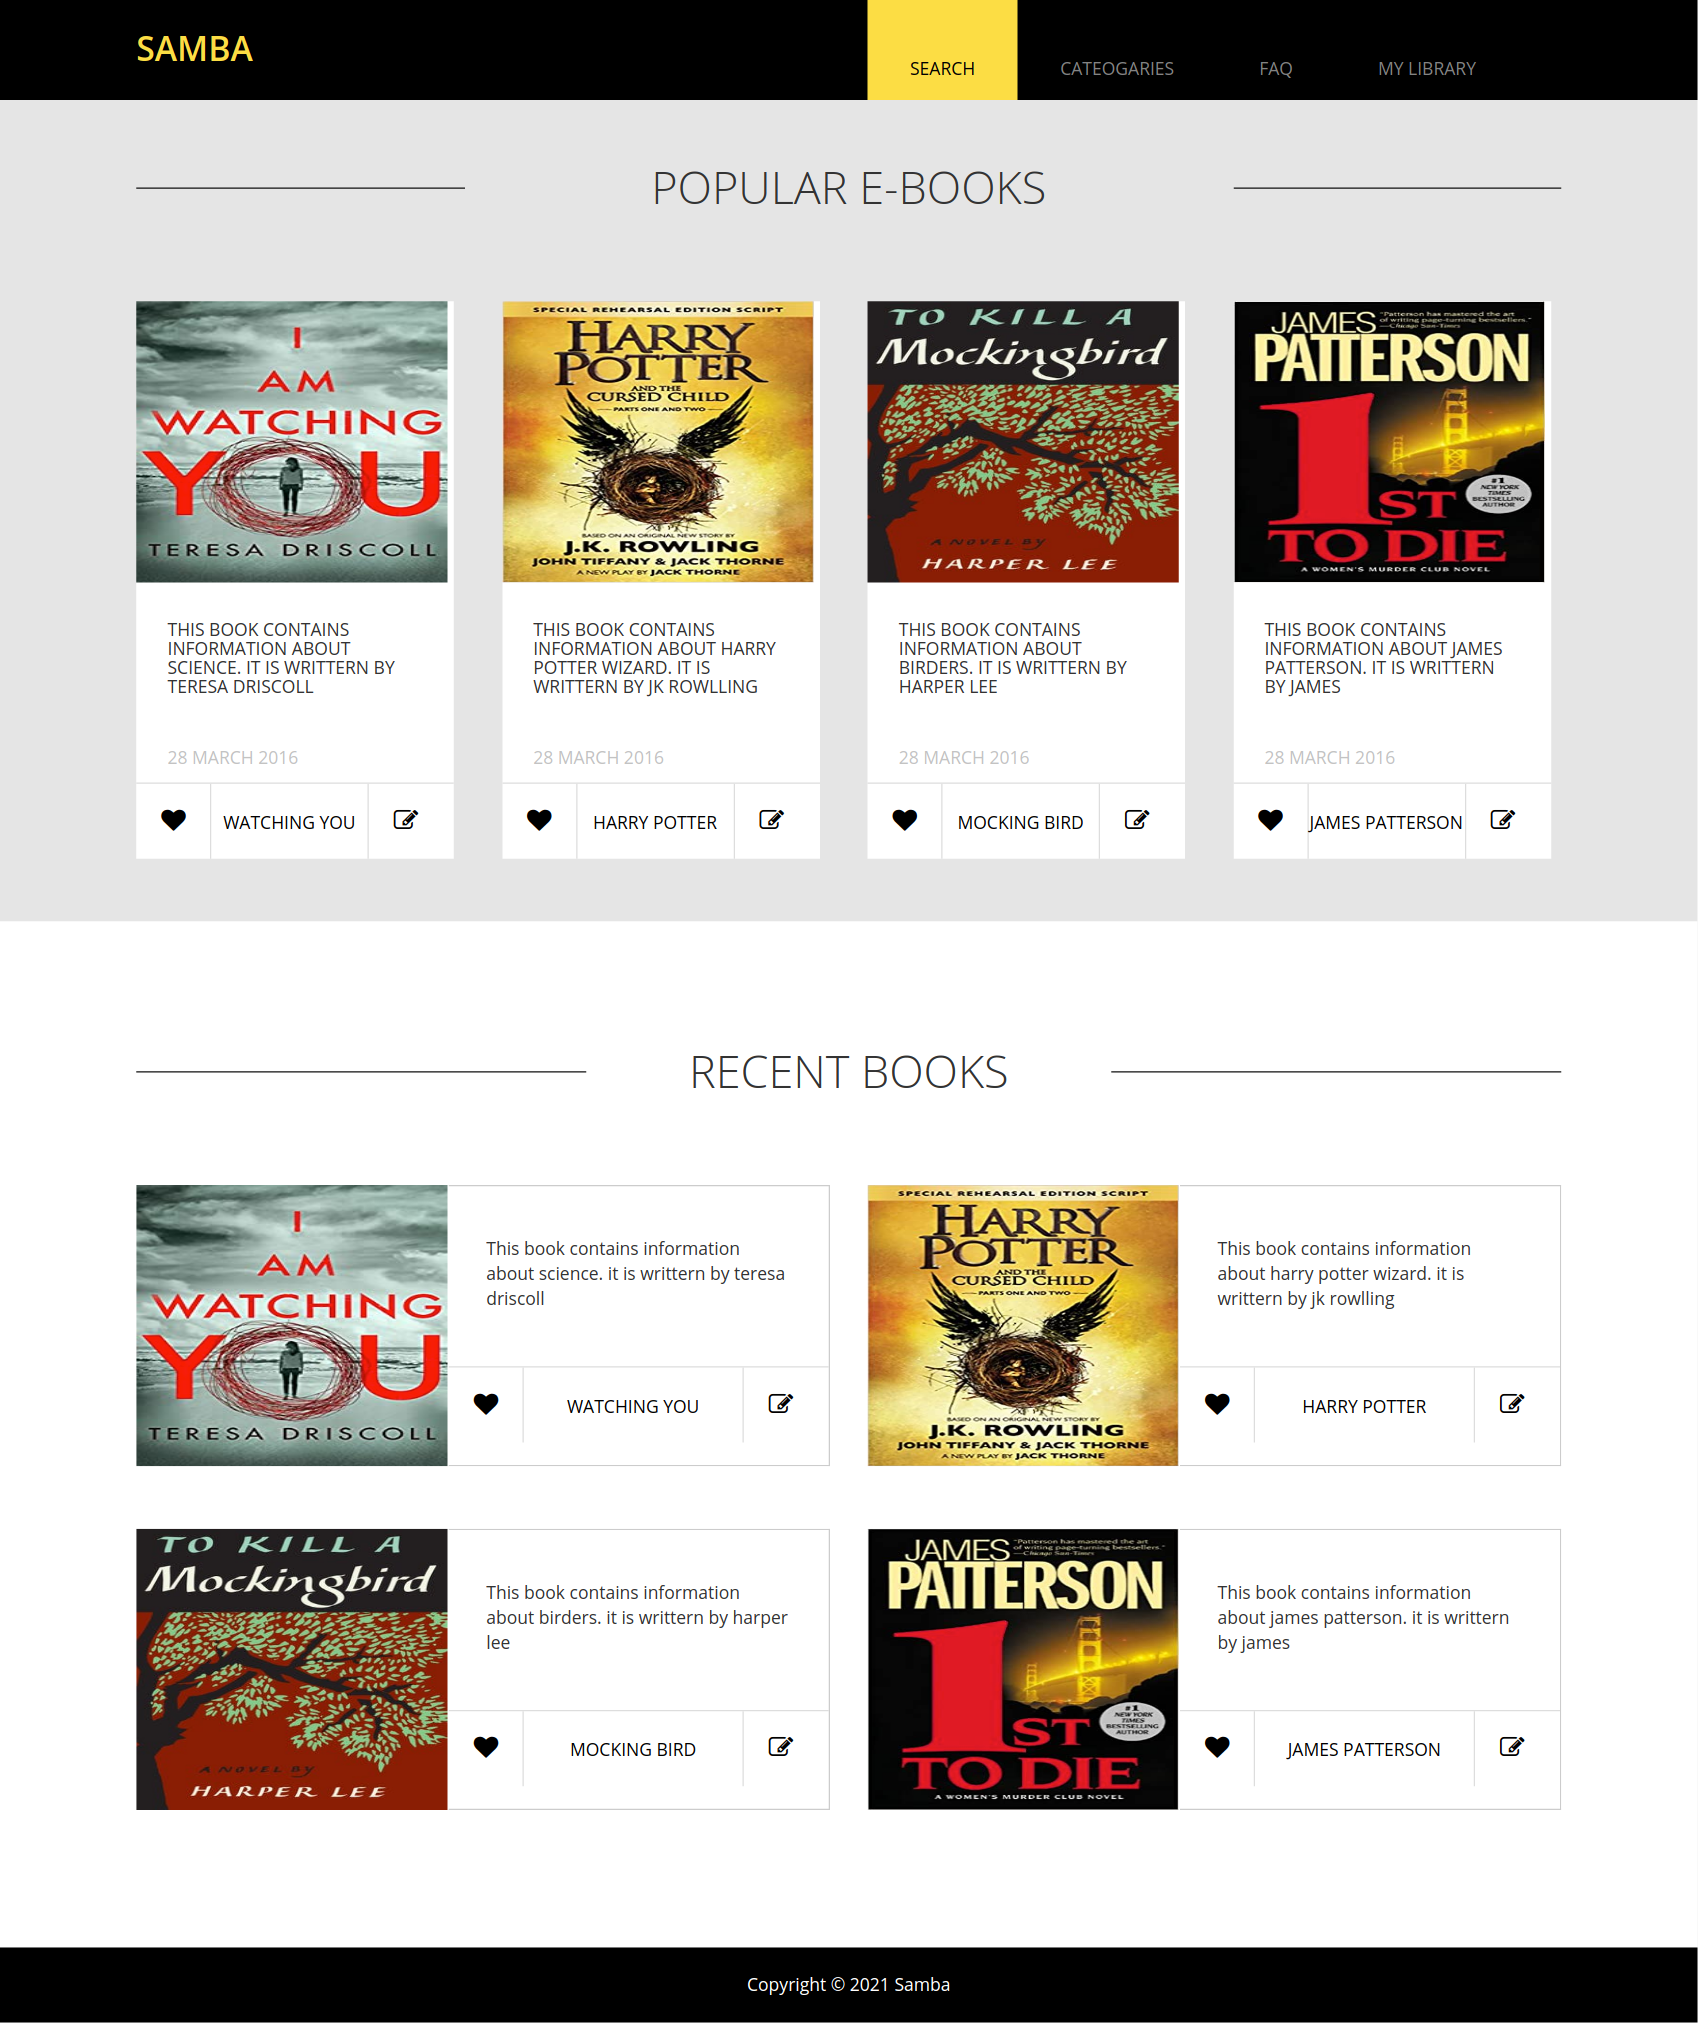 SAMBA
SEARCH CATEOGARIES FAQ MY LIBRARY
POPULAR E-BOOKS
I
AM
WATCHING
YOU
TERESA DRISCOLL
THIS BOOK CONTAINS
INFORMATION ABOUT
SCIENCE. IT IS WRITTERN BY
TERESA DRISCOLL
28 MARCH 2016
WATCHING YOU
SPECIAL REHEARSAL EDITION SCRIPT
HARRY
POTTER
AND THE
CURSED CHILD
PARTS ONE AND TWO
BASED ON AN ORIGINAL NEW STORY BY
J.K. ROWLING
JOHN TIFFANY & JACK THORNE
A NEW PLAY BY JACK THORNE
THIS BOOK CONTAINS
INFORMATION ABOUT HARRY
POTTER WIZARD. IT IS
WRITTERN BY JK ROWLLING
28 MARCH 2016
HARRY POTTER
TO KILL A
Mockingbird
A NOVEL BY
HARPER LEE
THIS BOOK CONTAINS
INFORMATION ABOUT
BIRDERS. IT IS WRITTERN BY
HARPER LEE
28 MARCH 2016
MOCKING BIRD
JAMES
"Patterson has mastered the art
of writing page-turning bestsellers."
—Chicago Sun-Times
PATTERSON
1ST
#1
NEW YORK
TIMES
BESTSELLING
AUTHOR
TO DIE
A WOMEN'S MURDER CLUB NOVEL
THIS BOOK CONTAINS
INFORMATION ABOUT JAMES
PATTERSON. IT IS WRITTERN
BY JAMES
28 MARCH 2016
JAMES PATTERSON
RECENT BOOKS
I
AM
WATCHING
YOU
TERESA DRISCOLL
This book contains information
about science. it is writtern by teresa
driscoll
WATCHING YOU
SPECIAL REHEARSAL EDITION SCRIPT
HARRY
POTTER
AND THE
CURSED CHILD
PARTS ONE AND TWO
BASED ON AN ORIGINAL NEW STORY BY
J.K. ROWLING
JOHN TIFFANY & JACK THORNE
A NEW PLAY BY JACK THORNE
This book contains information
about harry potter wizard. it is
writtern by jk rowlling
HARRY POTTER
TO KILL A
Mockingbird
A NOVEL BY
HARPER LEE
This book contains information
about birders. it is writtern by harper
lee
MOCKING BIRD
JAMES
"Patterson has mastered the art
of writing page-turning bestsellers."
—Chicago Sun-Times
PATTERSON
1ST
#1
NEW YORK
TIMES
BESTSELLING
AUTHOR
TO DIE
A WOMEN'S MURDER CLUB NOVEL
This book contains information
about james patterson. it is writtern
by james
JAMES PATTERSON
Copyright © 2021 Samba